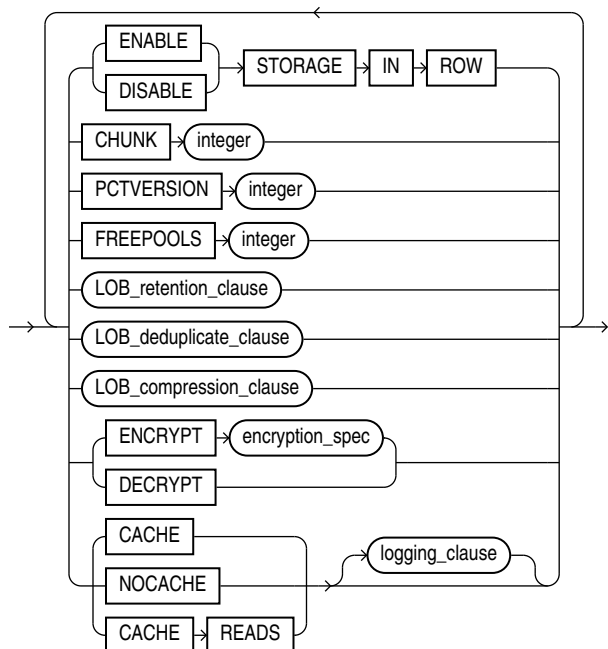 ENABLE
DISABLE
STORAGE IN ROW
CHUNK integer
PCTVERSION integer
FREEPOOLS integer
LOB_retention_clause
LOB_deduplicate_clause
LOB_compression_clause
ENCRYPT encryption_spec
DECRYPT
CACHE
NOCACHE
CACHE READS
logging_clause